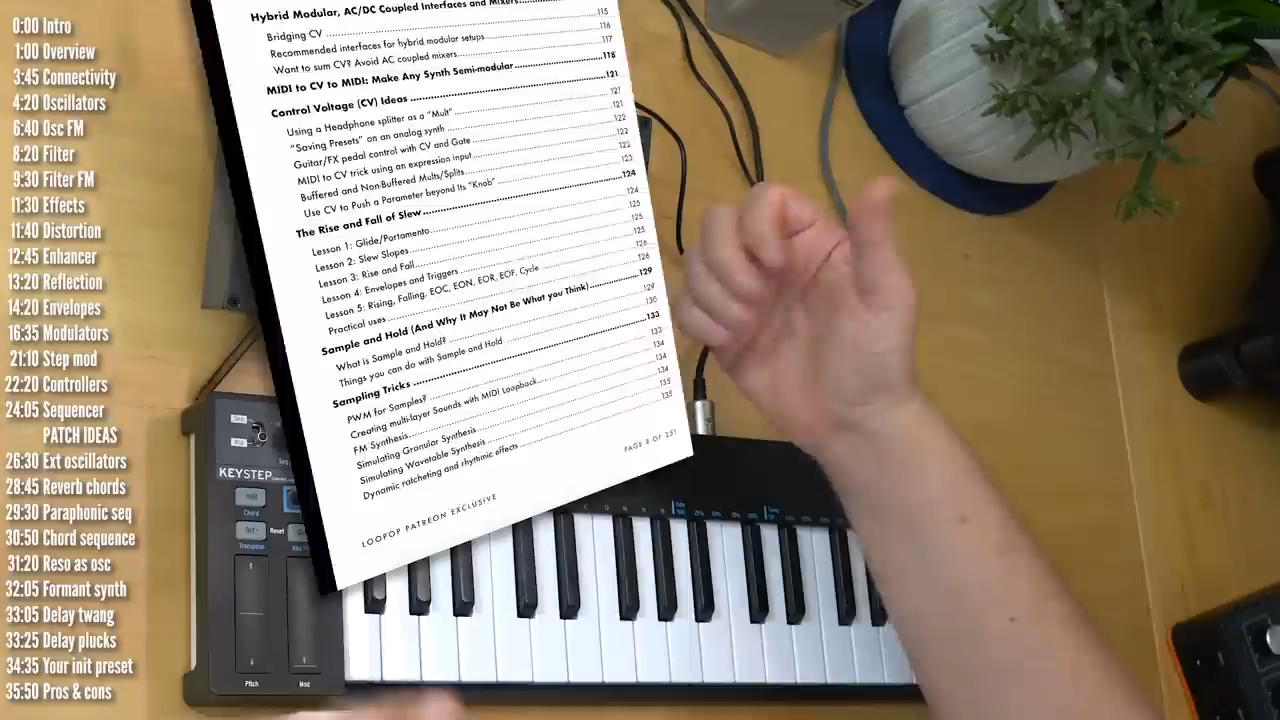 0:00 Intro
1:00 Overview
3:45 Connectivity
4:20 Oscillators
6:40 Osc FM
8:20 Filter
9:30 Filter FM
11:30 Effects
11:40 Distortion
12:45 Enhancer
13:20 Reflection
14:20 Envelopes
16:35 Modulators
21:10 Step mod
22:20 Controllers
24:05 Sequencer
PATCH IDEAS
26:30 Ext oscillators
28:45 Reverb chords
29:30 Paraphonic seq
30:50 Chord sequence
31:20 Reso as osc
32:05 Formant synth
33:05 Delay twang
33:25 Delay plucks
34:35 Your init preset
35:50 Pros & cons
Hybrid Modular, AC/DC Coupled Interfaces and Mixers
Bridging CV 115
Recommended interfaces for hybrid modular setups 116
Want to sum CV? Avoid AC coupled mixers 117
MIDI to CV to MIDI: Make Any Synth Semi-modular 118
Control Voltage (CV) Ideas 121
Using a Headphone splitter as a "Mult" 121
"Saving Presets" on an analog synth 121
Guitar/FX pedal control with CV and Gate 122
MIDI to CV trick using an expression input 122
Buffered and Non-Buffered Mults/Splits 122
Use CV to Push a Parameter beyond Its "Knob" 123
The Rise and Fall of Slew 124
Lesson 1: Glide/Portamento 124
Lesson 2: Slew Slopes 125
Lesson 3: Rise and Fall 125
Lesson 4: Envelopes and Triggers 125
Lesson 5: Rising, Falling, EOC, EON, EOR, EOF, Cycle 126
Practical uses 128
Sample and Hold (And Why It May Not Be What you Think) 129
What is Sample and Hold? 129
Things you can do with Sample and Hold 130
Sampling Tricks 133
PWM for Samples? 133
Creating multi-layer Sounds with MIDI Loopback 134
FM Synthesis 134
Simulating Granular Synthesis 134
Simulating Wavetable Synthesis 135
Dynamic ratcheting and rhythmic effects 135
PAGE 8 OF 251
LOOPOP PATREON EXCLUSIVE
Seq
Arp
KEYSTEP
Hold
Chord
Oct-
Reset
Transpose
Pitch
Mod